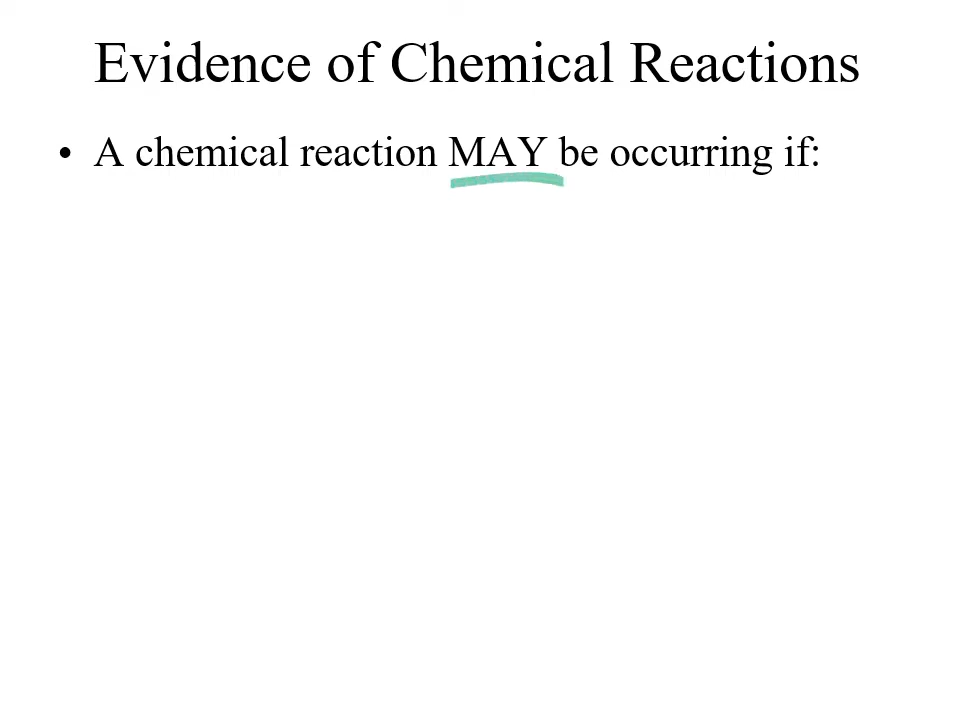 Evidence of Chemical Reactions
• A chemical reaction MAY be occurring if: